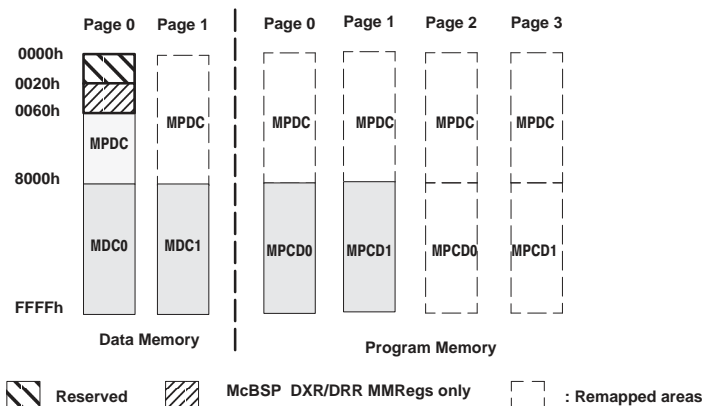 Page 0 Page 1 Page 0 Page 1 Page 2 Page 3
0000h
0020h
0060h
MPDC MPDC MPDC MPDC MPDC MPDC
8000h
MDC0 MDC1 MPCD0 MPCD1 MPCD0 MPCD1
FFFFh
Data Memory Program Memory
Reserved McBSP DXR/DRR MMRegs only : Remapped areas